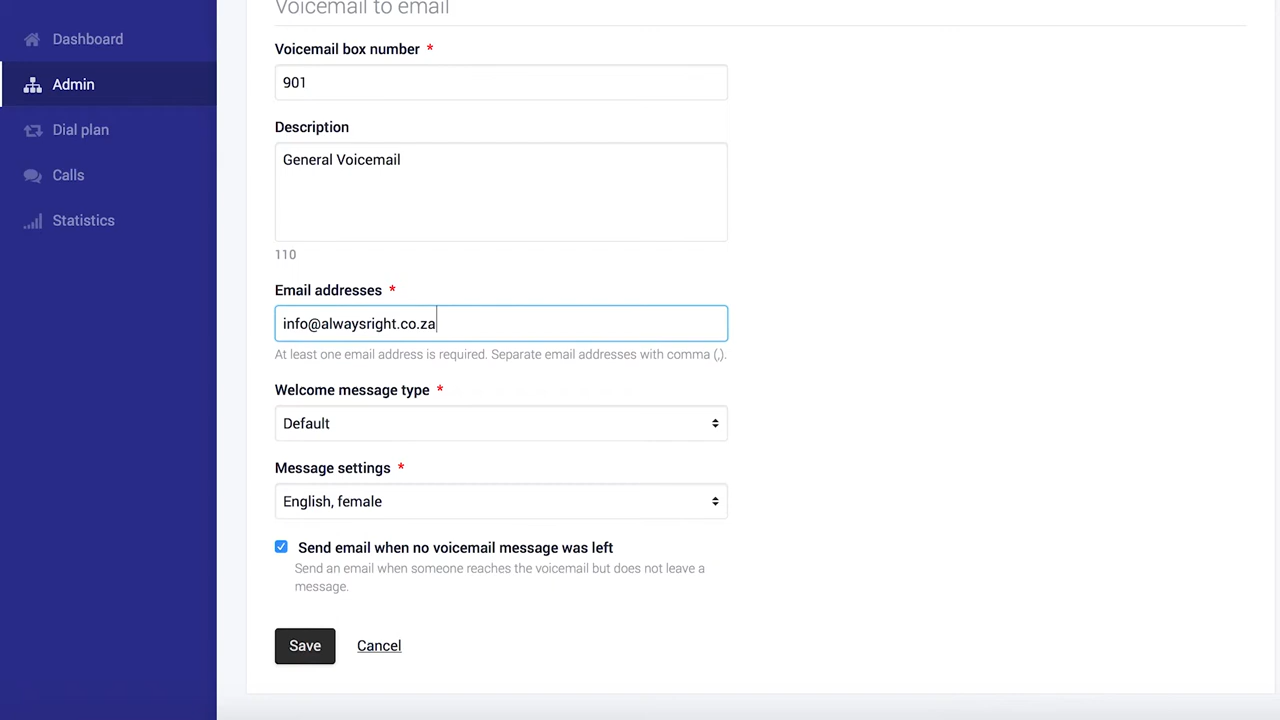 Voicemail to email
Dashboard
Admin
Dial plan
Calls
Statistics
Voicemail box number *
901
Description
General Voicemail
110
Email addresses *
info@alwaysright.co.za
At least one email address is required. Separate email addresses with comma (,).
Welcome message type *
Default
Message settings *
English, female
Send email when no voicemail message was left
Send an email when someone reaches the voicemail but does not leave a
message.
Save Cancel